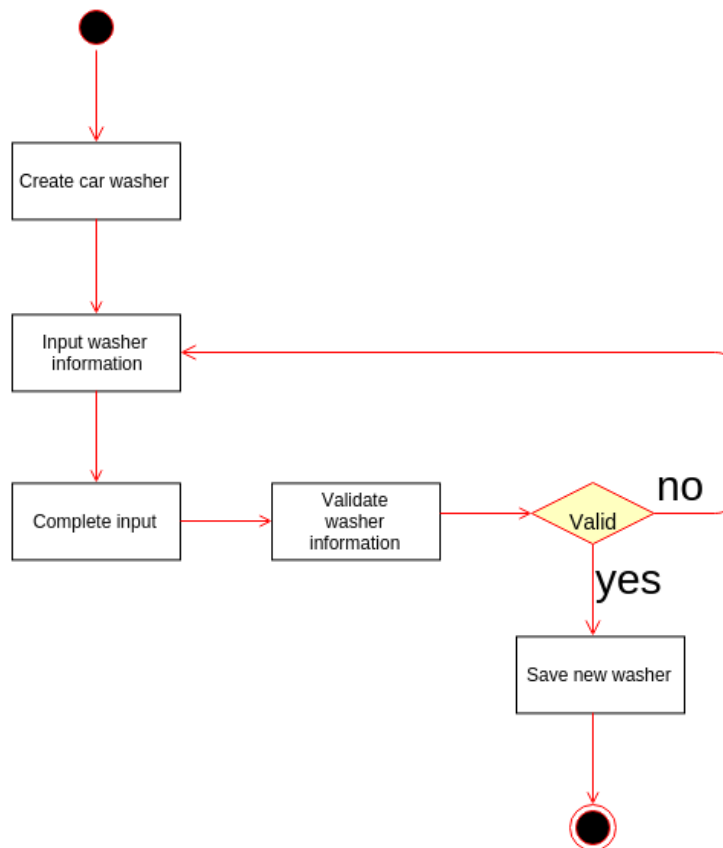 Create car washer
Input washer
information
Complete input
Validate
washer
information
Valid
no
yes
Save new washer